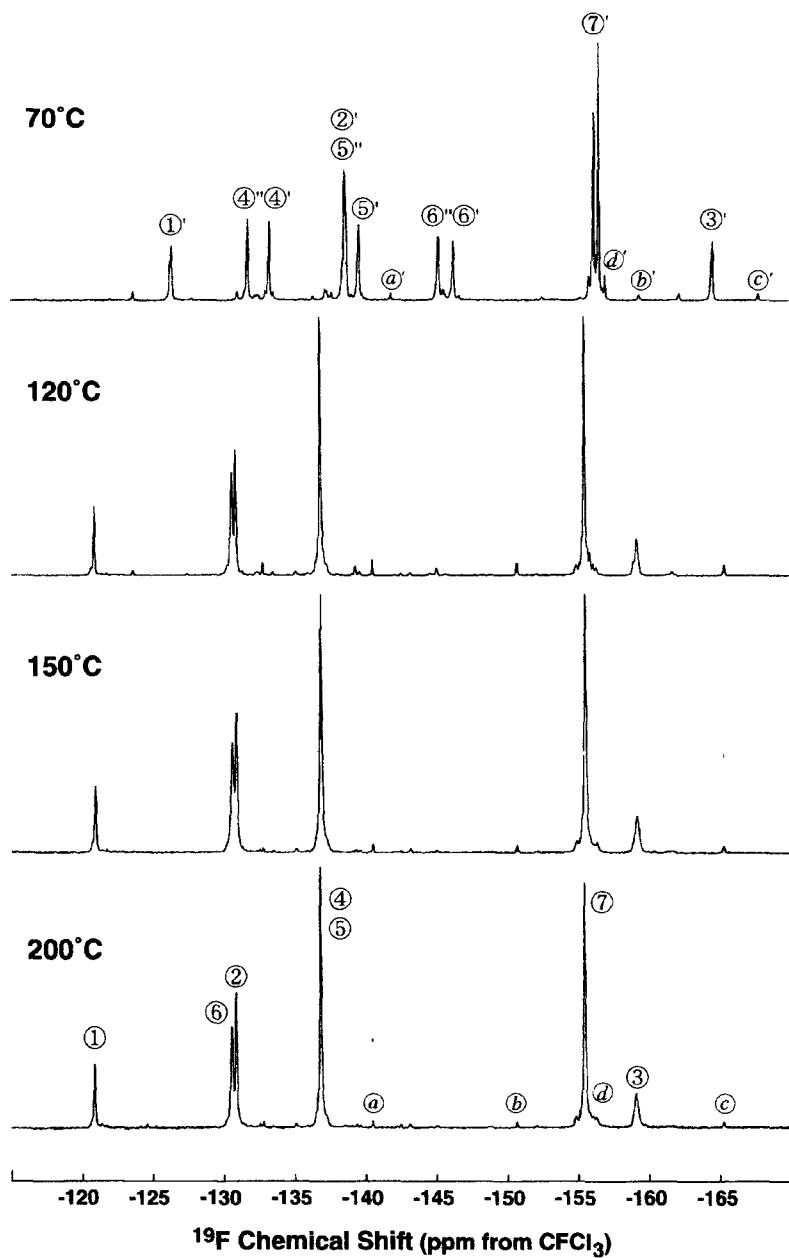 ⑦'
70°C
②'
⑤"
④" ④'
①'
⑤'
⑥" ⑥'
③'
d'
a'
b'
c'
120°C
150°C
④
⑦
⑤
200°C
②
⑥
①
③
a
b
d
c
-120 -125 -130 -135 -140 -145 -150 -155 -160 -165
¹⁹F Chemical Shift (ppm from CFCl₃)